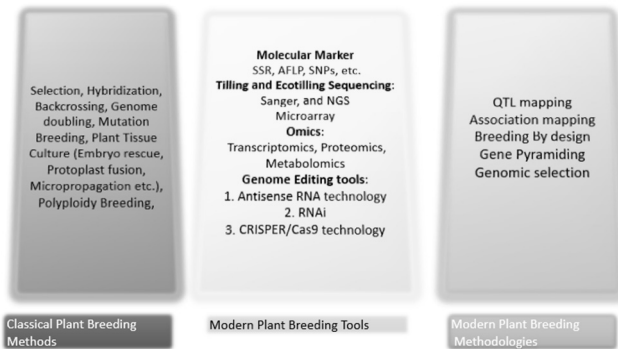 Selection, Hybridization,
Backcrossing, Genome
doubling, Mutation
Breeding, Plant Tissue
Culture (Embryo rescue,
Protoplast fusion,
Micropropagation etc.),
Polyploidy Breeding,
Classical Plant Breeding
Methods
Molecular Marker
SSR, AFLP, SNPs, etc.
Tilling and Ecotilling Sequencing:
Sanger, and NGS
Microarray
Omics:
Transcriptomics, Proteomics,
Metabolomics
Genome Editing tools:
1. Antisense RNA technology
2. RNAi
3. CRISPER/Cas9 technology
Modern Plant Breeding Tools
QTL mapping
Association mapping
Breeding By design
Gene Pyramiding
Genomic selection
Modern Plant Breeding
Methodologies